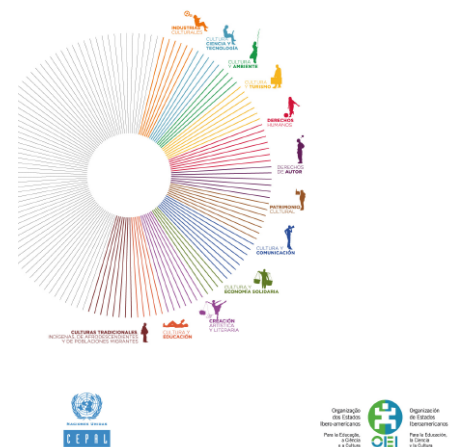 INDUSTRIAS
CULTURALES
CULTURA
CIENCIA Y
TECNOLOGÍA
CULTURA
Y AMBIENTE
CULTURA
Y TURISMO
DERECHOS
HUMANOS
DERECHOS
DE AUTOR
PATRIMONIO
CULTURAL
CULTURA Y
COMUNICACIÓN
CULTURA Y
ECONOMÍA SOLIDARIA
CREACIÓN
ARTÍSTICA
Y LITERARIA
CULTURA Y
EDUCACIÓN
CULTURAS TRADICIONALES
INDÍGENAS, DE AFRODESCENDIENTES
Y DE POBLACIONES MIGRANTES
NACIONES UNIDAS
CEPAL
Organização
dos Estados
Ibero-americanos
Para la Educação,
a Ciência
e a Cultura
OEI
Organización
de Estados
Iberoamericanos
Para la Educación,
la Ciencia
y la Cultura